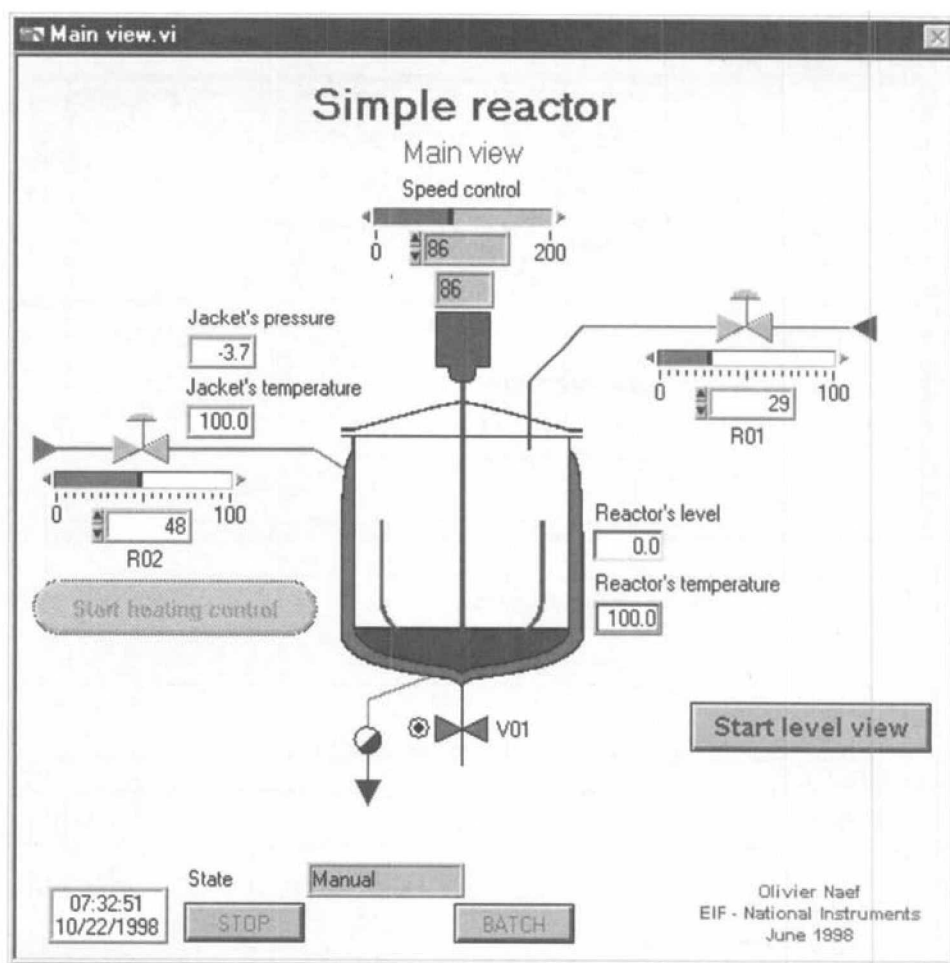 Main view.vi
Simple reactor
Main view
Speed control
0 200
86
86
Jacket's pressure
-3.7
Jacket's temperature
100.0
0 100
29
R01
0 100
48
R02
Reactor's level
0.0
Reactor's temperature
100.0
Start heating control
V01
Start level view
State Manual
07:32:51
10/22/1998
STOP
BATCH
Olivier Naef
EIF - National Instruments
June 1998